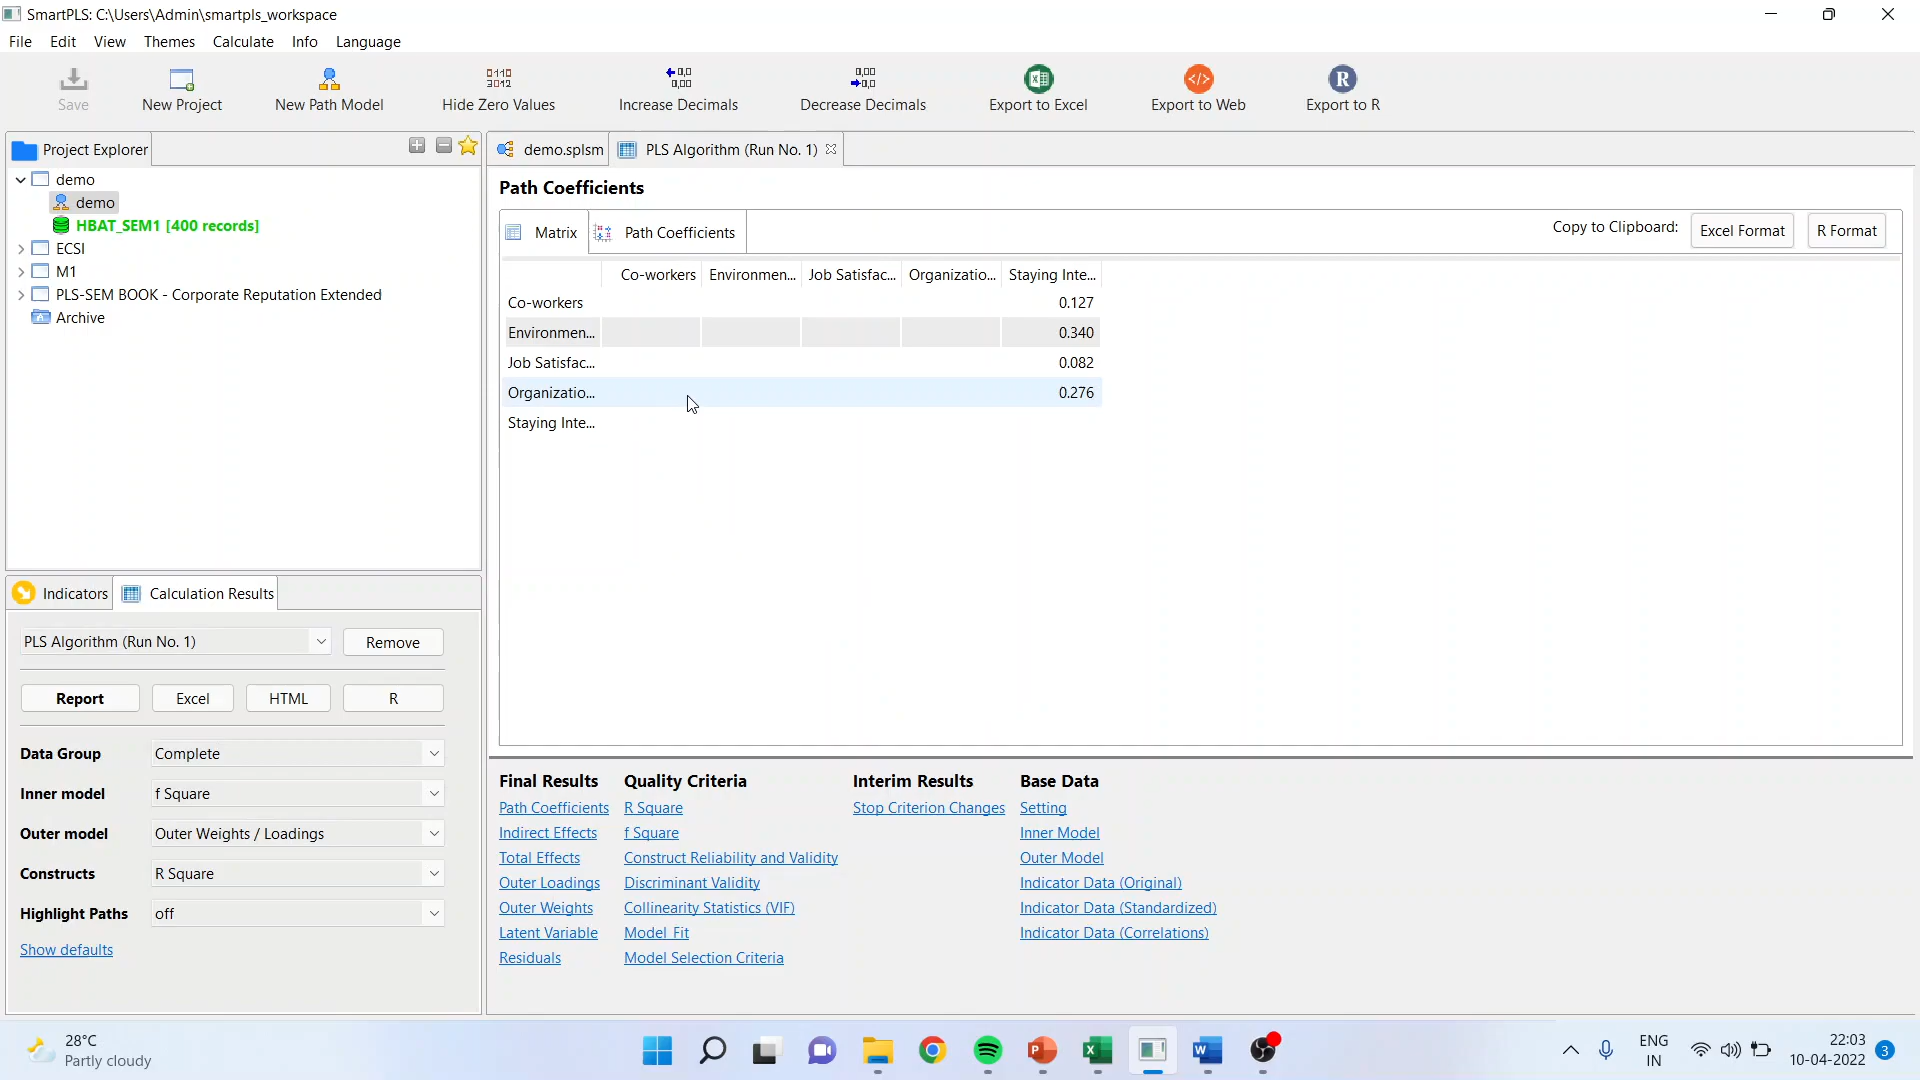 SmartPLS: C:\Users\Admin\smartpls_workspace
File Edit View Themes Calculate Info Language
Save New Project New Path Model Hide Zero Values Increase Decimals Decrease Decimals Export to Excel Export to Web Export to R
Project Explorer
demo
demo
HBAT_SEM1 [400 records]
ECSI
M1
PLS-SEM BOOK - Corporate Reputation Extended
Archive
demo.splsm PLS Algorithm (Run No. 1)
Path Coefficients
Matrix Path Coefficients Copy to Clipboard: Excel Format R Format
Co-workers Environmen... Job Satisfac... Organizatio... Staying Inte...
Co-workers 0.127
Environmen... 0.340
Job Satisfac... 0.082
Organizatio... 0.276
Staying Inte...
Indicators Calculation Results
PLS Algorithm (Run No. 1) Remove
Report Excel HTML R
Data Group Complete
Inner model f Square
Outer model Outer Weights / Loadings
Constructs R Square
Highlight Paths off
Show defaults
Final Results Quality Criteria Interim Results Base Data
Path Coefficients R Square Stop Criterion Changes Setting
Indirect Effects f Square Inner Model
Total Effects Construct Reliability and Validity Outer Model
Outer Loadings Discriminant Validity Indicator Data (Original)
Outer Weights Collinearity Statistics (VIF) Indicator Data (Standardized)
Latent Variable Model_Fit Indicator Data (Correlations)
Residuals Model Selection Criteria
28°C
Partly cloudy
ENG
IN
22:03
10-04-2022
3